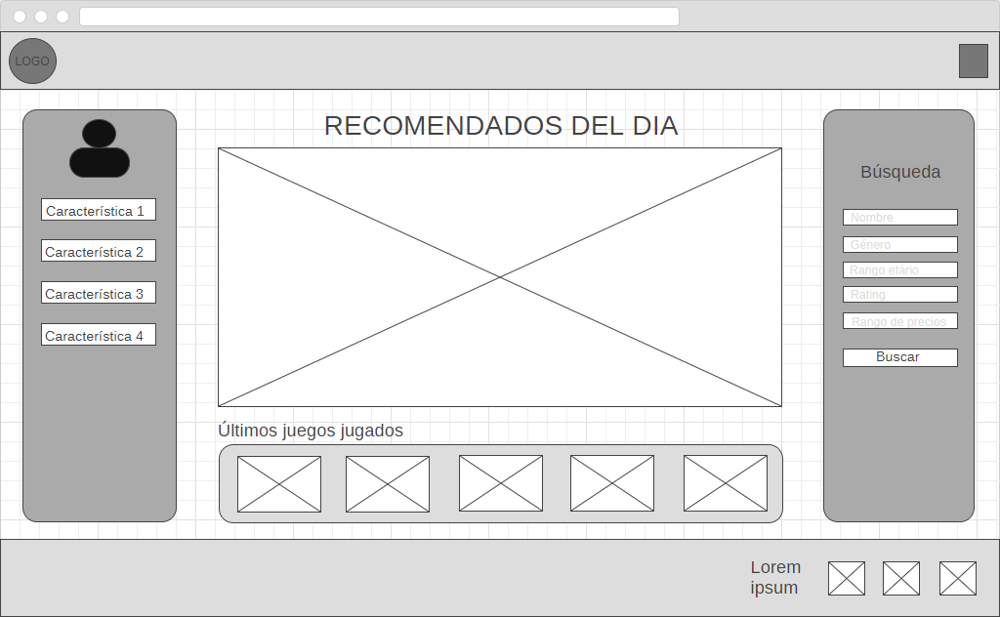 LOGO
Característica 1
Característica 2
Característica 3
Característica 4
RECOMENDADOS DEL DIA
Últimos juegos jugados
Búsqueda
Nombre
Género
Rango etário
Rating
Rango de precios
Buscar
Lorem
ipsum